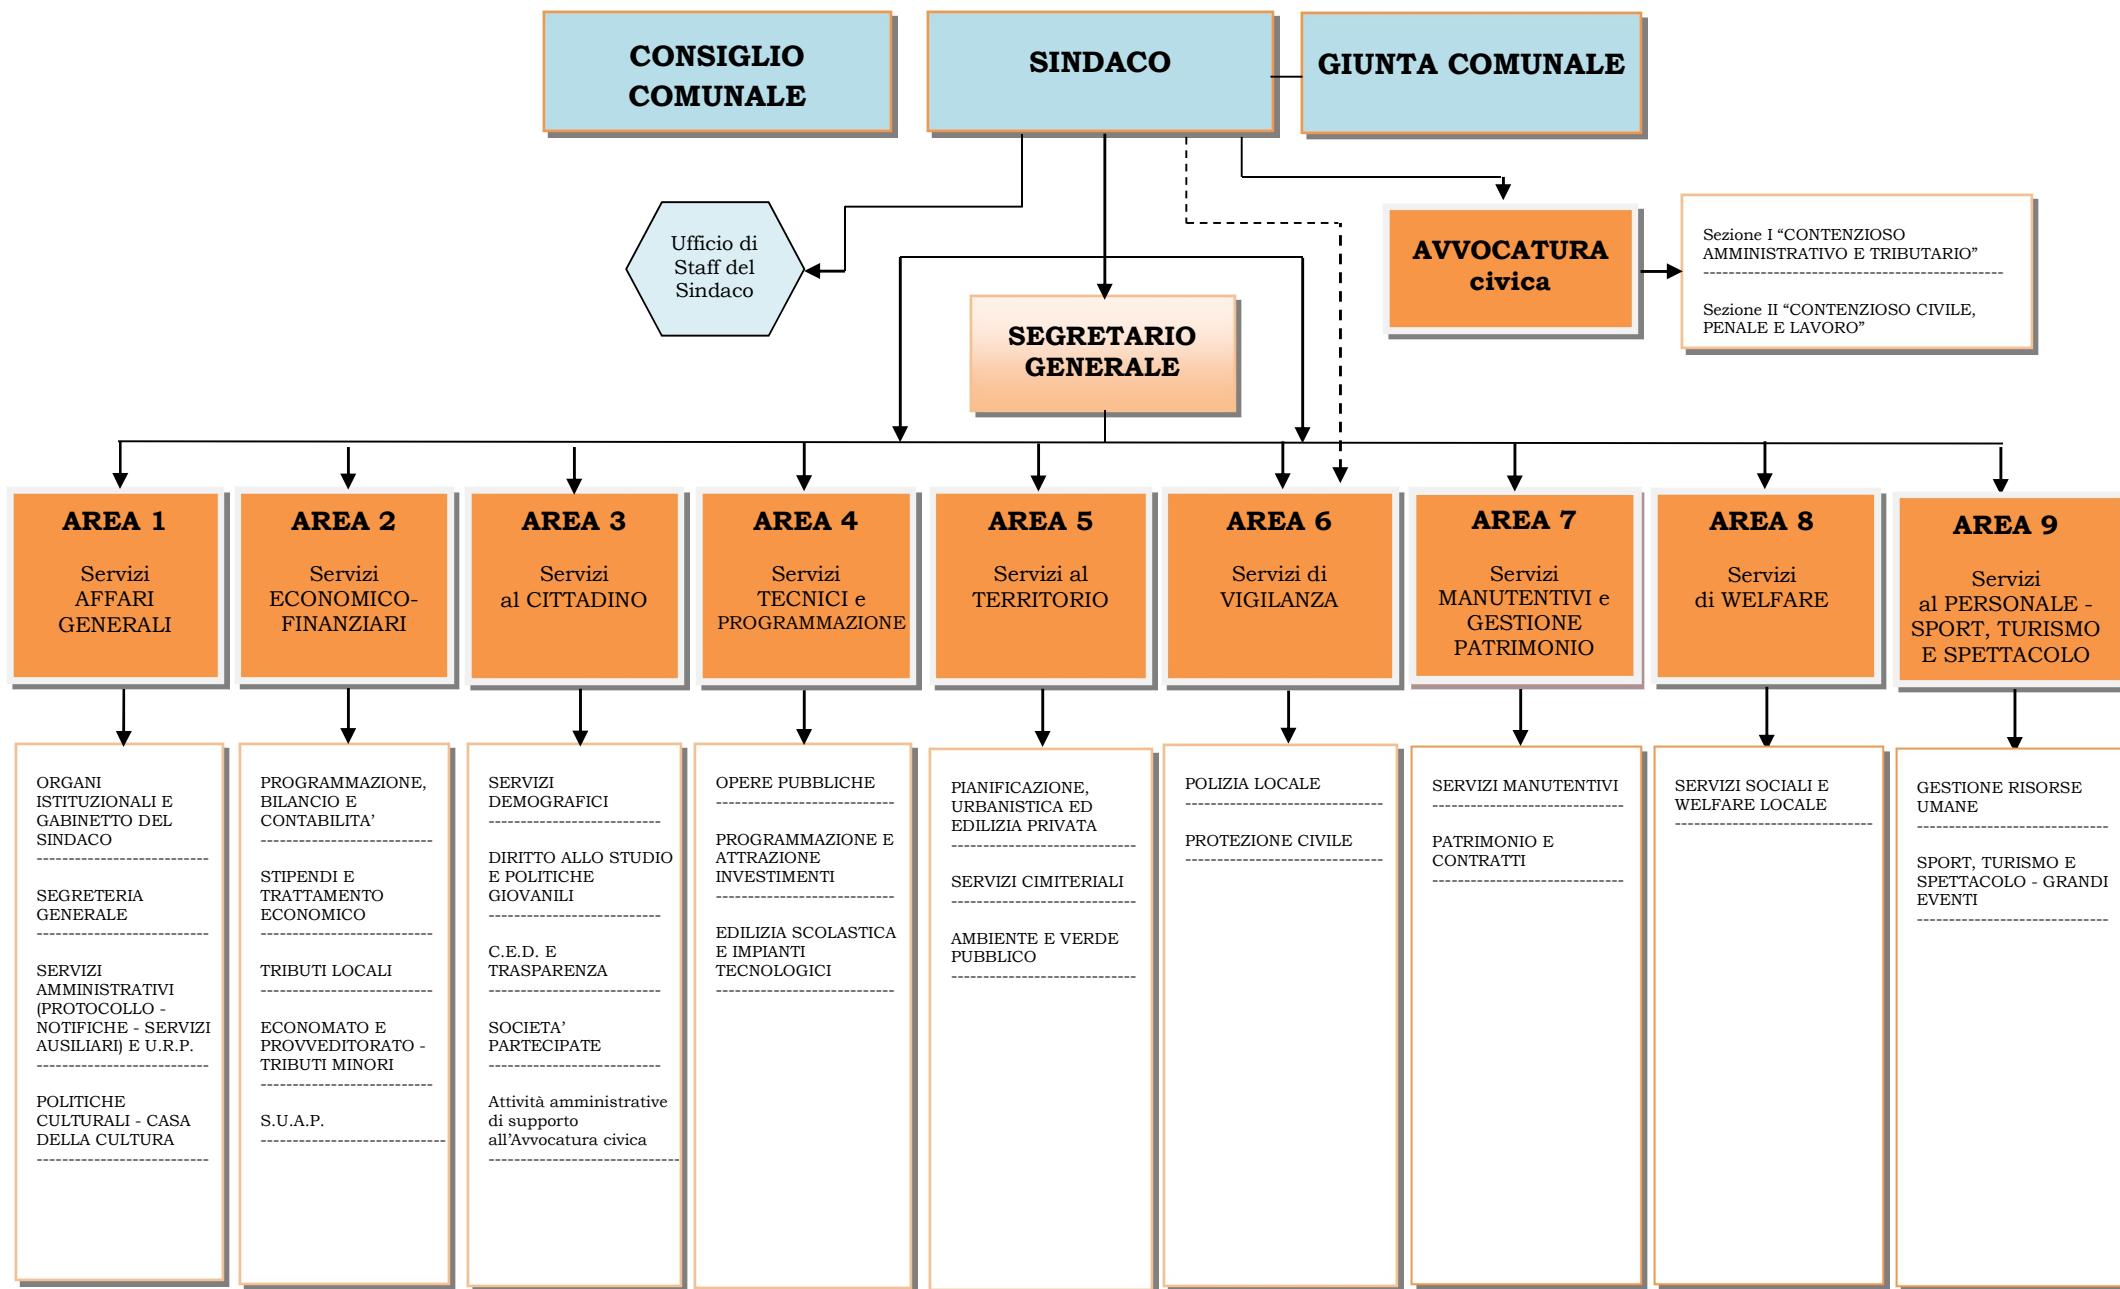 CONSIGLIO
COMUNALE
SINDACO
GIUNTA COMUNALE
Ufficio di
Staff del
Sindaco
AVVOCATURA
civica
Sezione I “CONTENZIOSO
AMMINISTRATIVO E TRIBUTARIO”
Sezione II “CONTENZIOSO CIVILE,
PENALE E LAVORO”
SEGRETARIO
GENERALE
AREA 1
Servizi
AFFARI
GENERALI
AREA 2
Servizi
ECONOMICO-
FINANZIARI
AREA 3
Servizi
al CITTADINO
AREA 4
Servizi
TECNICI e
PROGRAMMAZIONE
AREA 5
Servizi al
TERRITORIO
AREA 6
Servizi di
VIGILANZA
AREA 7
Servizi
MANUTENTIVI e
GESTIONE
PATRIMONIO
AREA 8
Servizi
di WELFARE
AREA 9
Servizi
al PERSONALE -
SPORT, TURISMO
E SPETTACOLO
ORGANI
ISTITUZIONALI E
GABINETTO DEL
SINDACO
SEGRETERIA
GENERALE
SERVIZI
AMMINISTRATIVI
(PROTOCOLLO -
NOTIFICHE - SERVIZI
AUSILIARI) E U.R.P.
POLITICHE
CULTURALI - CASA
DELLA CULTURA
PROGRAMMAZIONE,
BILANCIO E
CONTABILITA’
STIPENDI E
TRATTAMENTO
ECONOMICO
TRIBUTI LOCALI
ECONOMATO E
PROVVEDITORATO -
TRIBUTI MINORI
S.U.A.P.
SERVIZI
DEMOGRAFICI
DIRITTO ALLO STUDIO
E POLITICHE
GIOVANILI
C.E.D. E
TRASPARENZA
SOCIETA’
PARTECIPATE
Attività amministrative
di supporto
all’Avvocatura civica
OPERE PUBBLICHE
PROGRAMMAZIONE E
ATTRAZIONE
INVESTIMENTI
EDILIZIA SCOLASTICA
E IMPIANTI
TECNOLOGICI
PIANIFICAZIONE,
URBANISTICA ED
EDILIZIA PRIVATA
SERVIZI CIMITERIALI
AMBIENTE E VERDE
PUBBLICO
POLIZIA LOCALE
PROTEZIONE CIVILE
SERVIZI MANUTENTIVI
PATRIMONIO E
CONTRATTI
SERVIZI SOCIALI E
WELFARE LOCALE
GESTIONE RISORSE
UMANE
SPORT, TURISMO E
SPETTACOLO - GRANDI
EVENTI